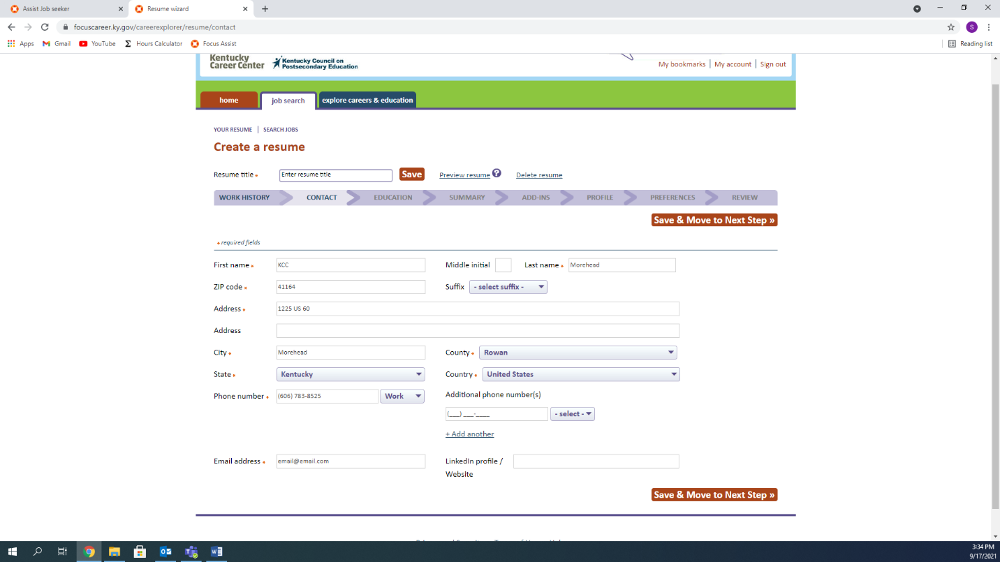 Assist Job seeker
Resume wizard
focuscareer.ky.gov/careerexplorer/resume/contact
S
Apps
Gmail
YouTube
Hours Calculator
Focus Assist
Reading list
Kentucky
Career Center
Kentucky Council on
Postsecondary Education
My bookmarks
My account
Sign out
home
job search
explore careers & education
YOUR RESUME
SEARCH JOBS
Create a resume
Resume title *
Enter resume title
Save
Preview resume ?
Delete resume
WORK HISTORY
CONTACT
EDUCATION
SUMMARY
ADD-INS
PROFILE
PREFERENCES
REVIEW
Save & Move to Next Step »
* required fields
First name *
KCC
Middle initial
Last name *
Morehead
ZIP code *
41164
Suffix
- select suffix -
Address *
1225 US 60
Address
City *
Morehead
County *
Rowan
State *
Kentucky
Country *
United States
Phone number *
(606) 783-8525
Work
Additional phone number(s)
(___) ___-____
- select -
+ Add another
Email address *
email@email.com
LinkedIn profile /
Website
Save & Move to Next Step »
3:34 PM
9/17/2021